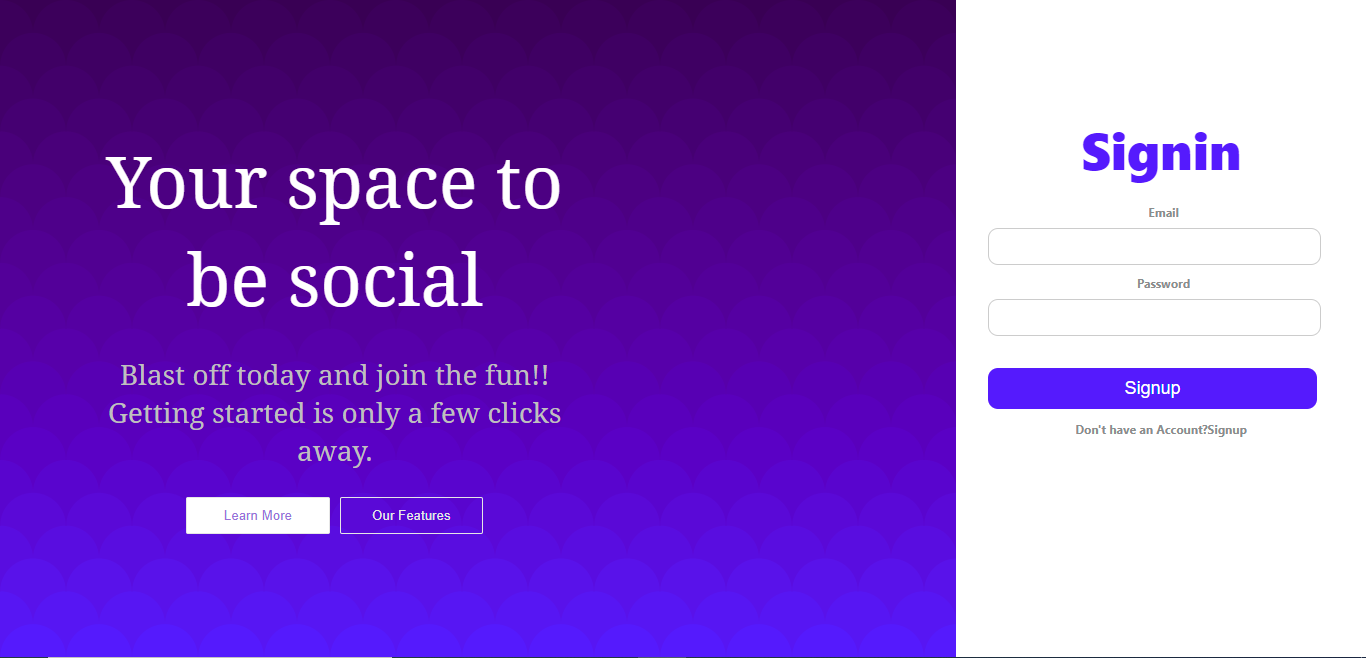 Your space to
be social
Blast off today and join the fun!!
Getting started is only a few clicks
away.
Learn More
Our Features
Signin
Email
Password
Signup
Don't have an Account?Signup